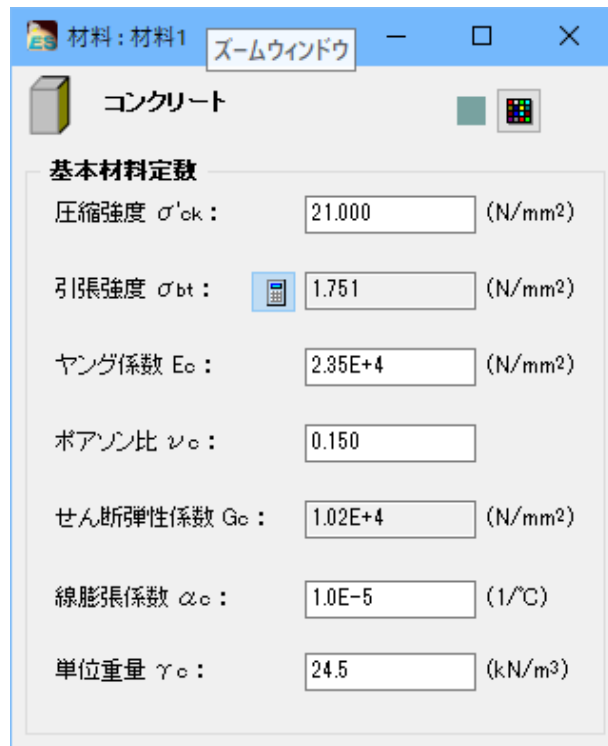 材料:材料1
ズームウィンドウ
コンクリート
基本材料定数
圧縮強度 σ'ck: 21.000 (N/mm2)
引張強度 σbt: 1.751 (N/mm2)
ヤング係数 Ec: 2.35E+4 (N/mm2)
ポアソン比 νc: 0.150
せん断弾性係数 Gc: 1.02E+4 (N/mm2)
線膨張係数 αc: 1.0E-5 (1/℃)
単位重量 γc: 24.5 (kN/m3)